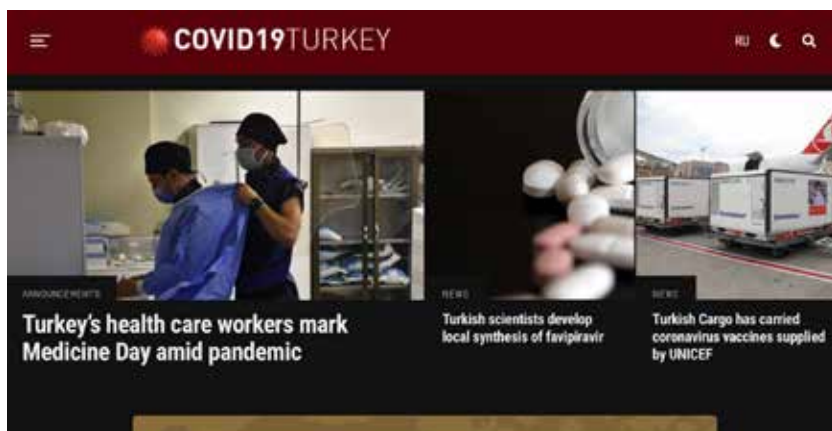 COVID19TURKEY
RU
ANNOUNCEMENTS
Turkey's health care workers mark
Medicine Day amid pandemic
NEWS
Turkish scientists develop
local synthesis of favipiravir
NEWS
Turkish Cargo has carried
coronavirus vaccines supplied
by UNICEF